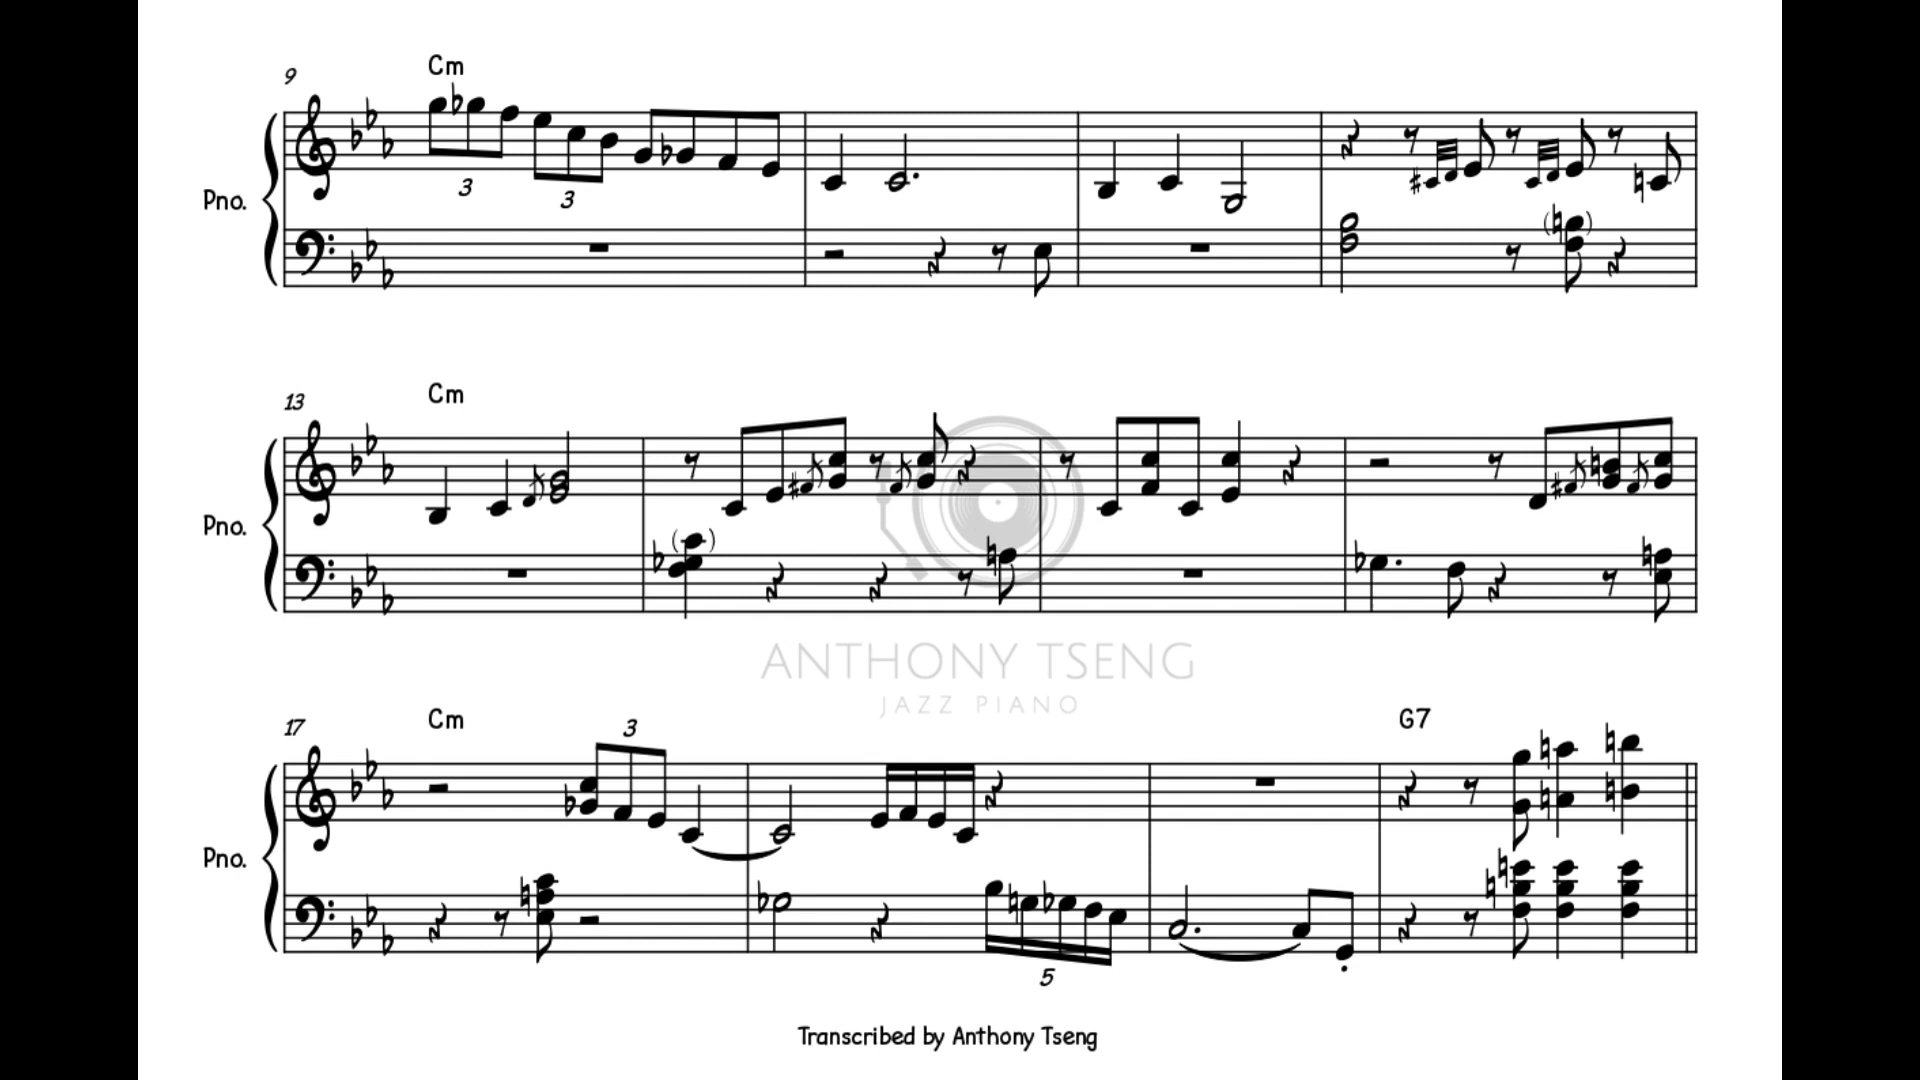 9
Cm
3
3
Pno.
13
Cm
Pno.
ANTHONY TSENG
JAZZ PIANO
17
Cm
3
G7
Pno.
5
Transcribed by Anthony Tseng